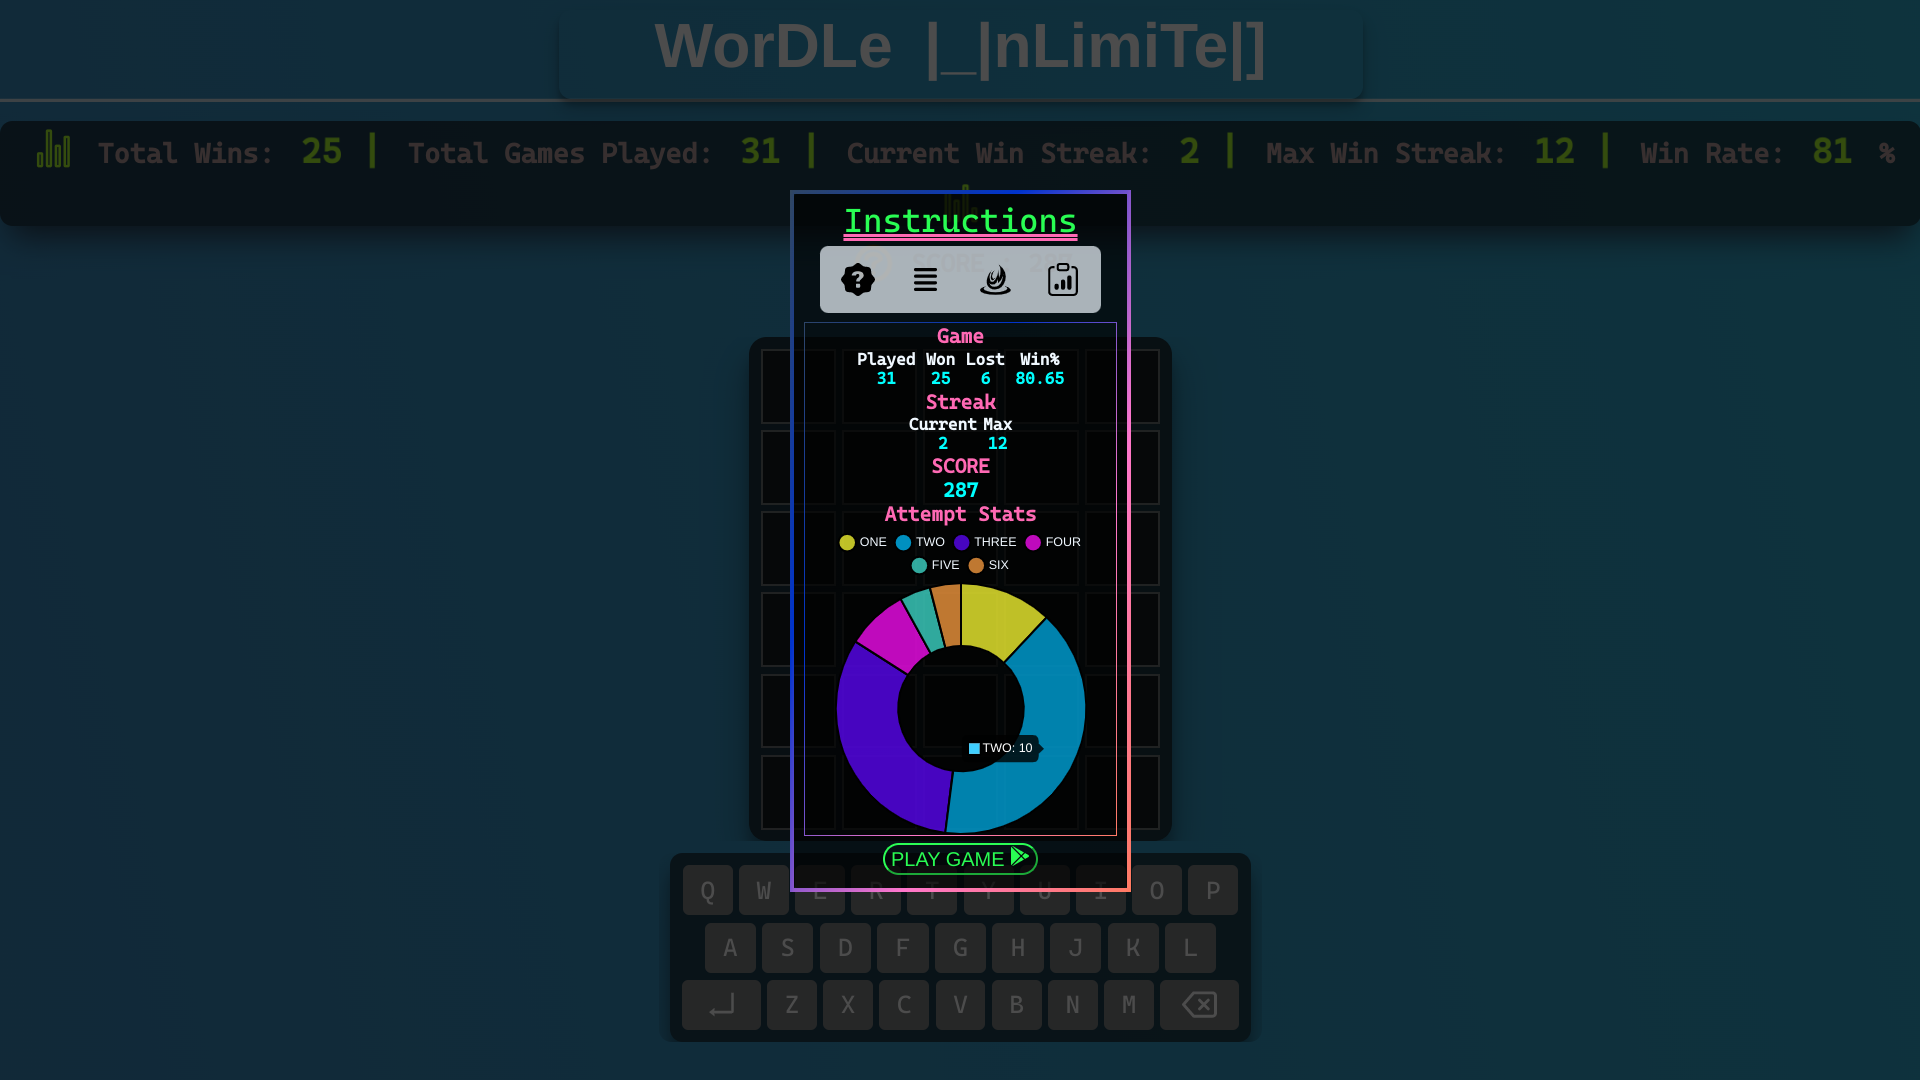 WorDLe |_|nLimiTe|]
Total Wins: 25 | Total Games Played: 31 | Current Win Streak: 2 | Max Win Streak: 12 | Win Rate: 81 %
Instructions
SCORE 287
Game
Played Won Lost Win%
31 25 6 80.65
Streak
Current Max
2 12
SCORE
287
Attempt Stats
ONE TWO THREE FOUR
FIVE SIX
TWO: 10
PLAY GAME
Q W E R T Y U I O P
A S D F G H J K L
Z X C V B N M